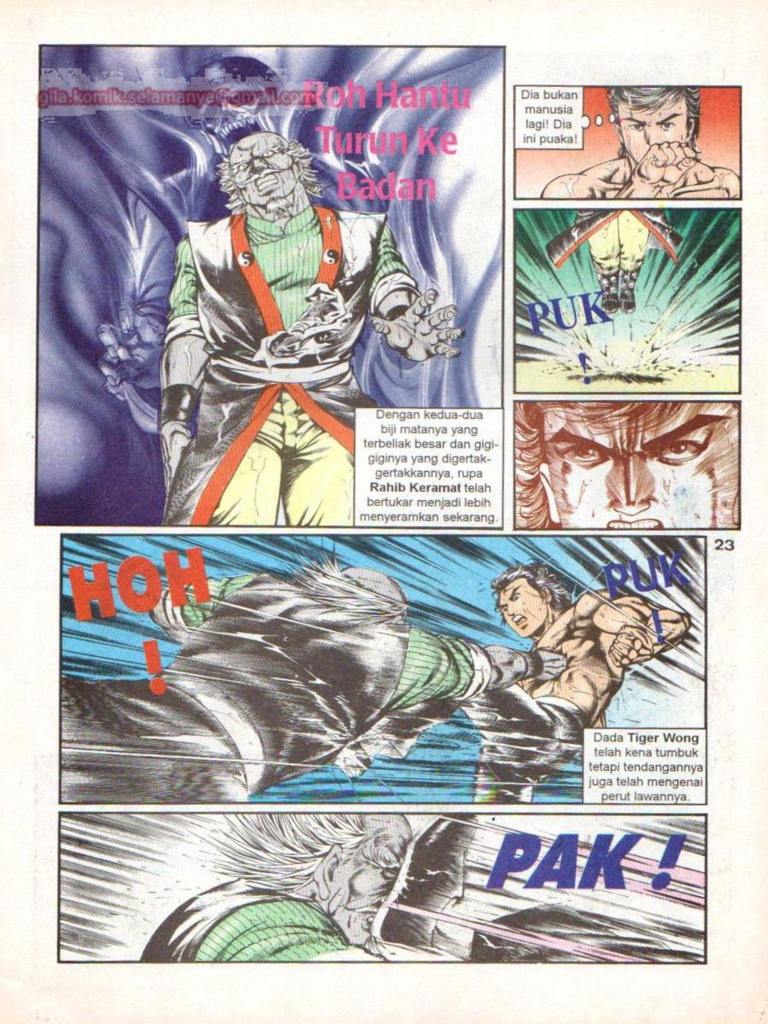 gila.komik.selamanya@gmail.com
Roh Hantu
Turun Ke
Badan
Dengan kedua-dua
biji matanya yang
terbeliak besar dan gigi-
giginya yang digertak-
gertakkannya, rupa
Rahib Keramat telah
bertukar menjadi lebih
menyeramkan sekarang.
Dia bukan
manusia
lagi! Dia
ini puaka!
PUK
!
23
HOH
!
PUK
!
Dada Tiger Wong
telah kena tumbuk
tetapi tendangannya
juga telah mengenai
perut lawannya.
PAK!